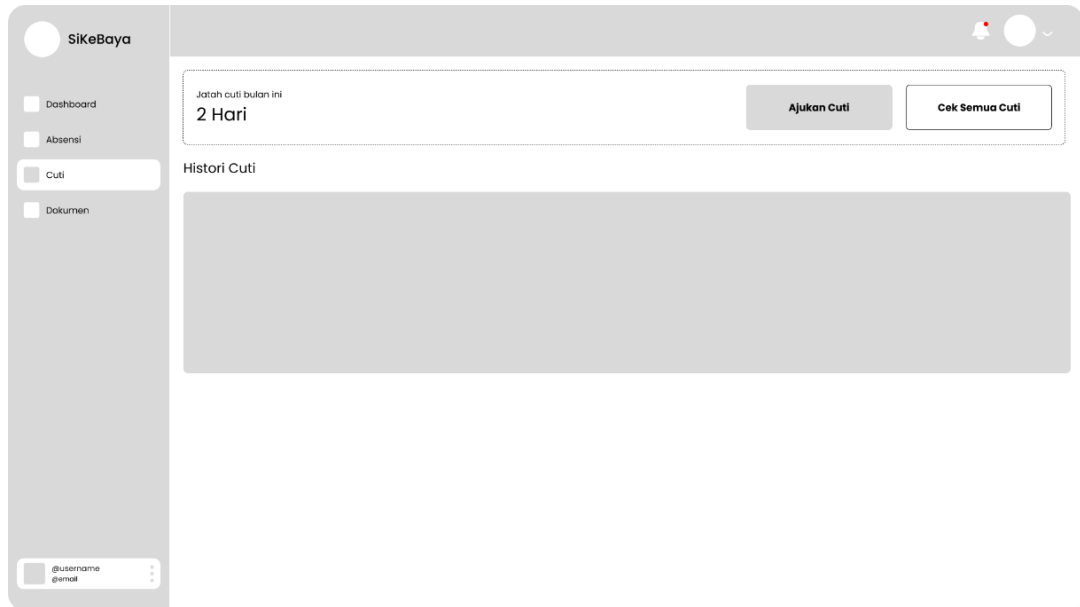 SiKeBaya
Dashboard
Absensi
Cuti
Dokumen
@username
@email
Jatah cuti bulan ini
2 Hari
Ajukan Cuti
Cek Semua Cuti
Histori Cuti